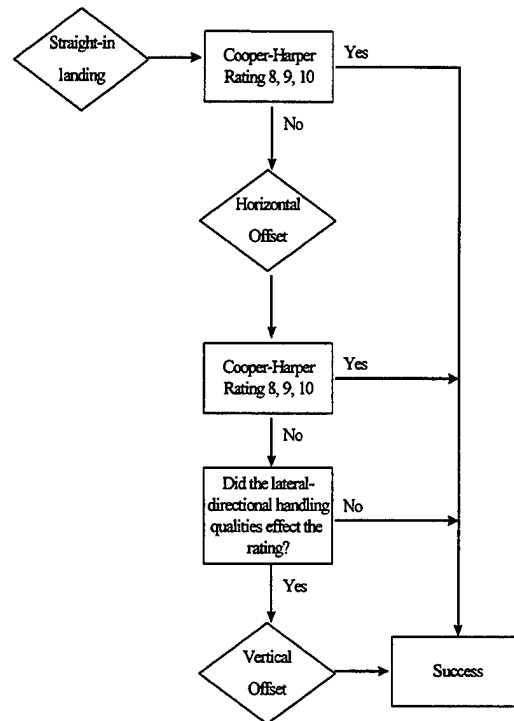 Straight-in
landing
Cooper-Harper
Rating 8, 9, 10
Yes
No
Horizontal
Offset
Cooper-Harper
Rating 8, 9, 10
Yes
No
Did the lateral-
directional handling
qualities effect the
rating?
No
Yes
Vertical
Offset
Success